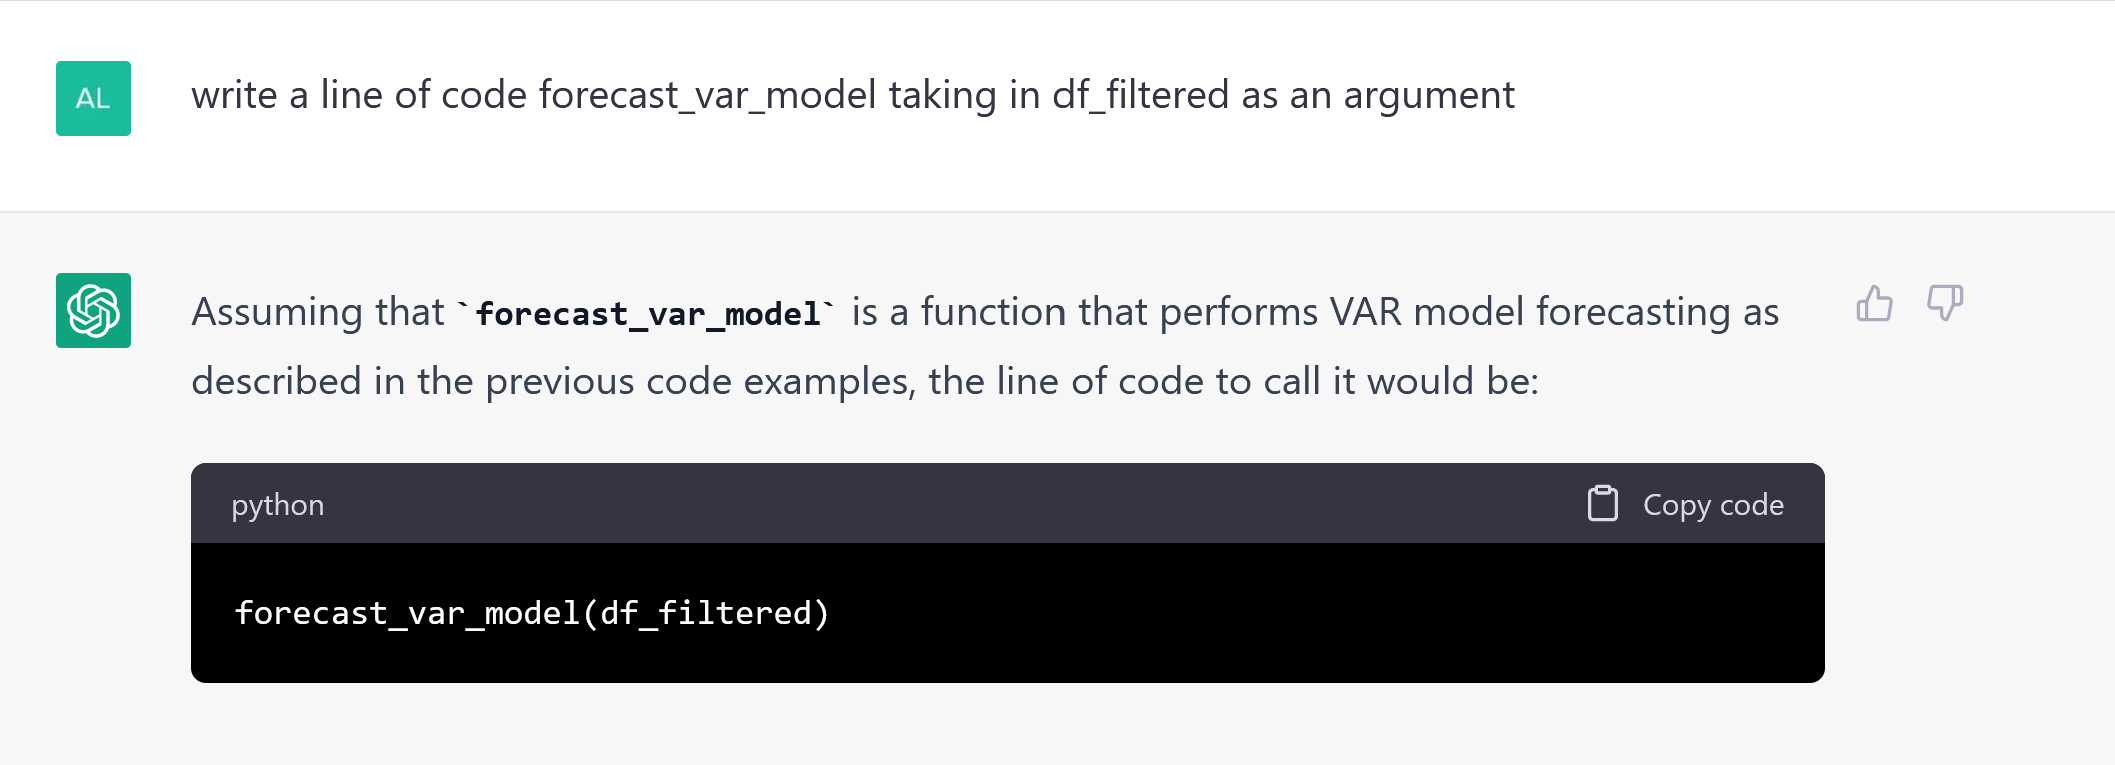 AL
write a line of code forecast_var_model taking in df_filtered as an argument
Assuming that `forecast_var_model` is a function that performs VAR model forecasting as
described in the previous code examples, the line of code to call it would be:
python
Copy code
forecast_var_model(df_filtered)